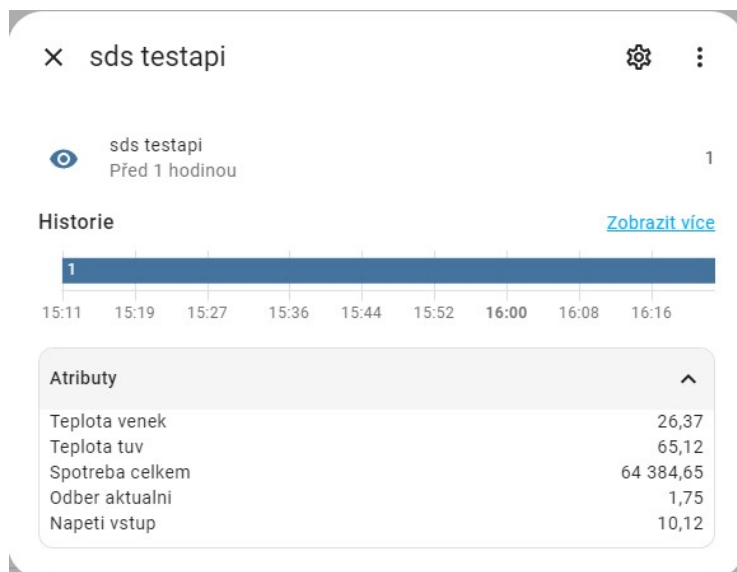 sds testapi
sds testapi
Před 1 hodinou
1
Historie
Zobrazit více
1
15:11 15:19 15:27 15:36 15:44 15:52 16:00 16:08 16:16
Atributy
Teplota venek 26,37
Teplota tuv 65,12
Spotreba celkem 64 384,65
Odber aktualni 1,75
Napeti vstup 10,12